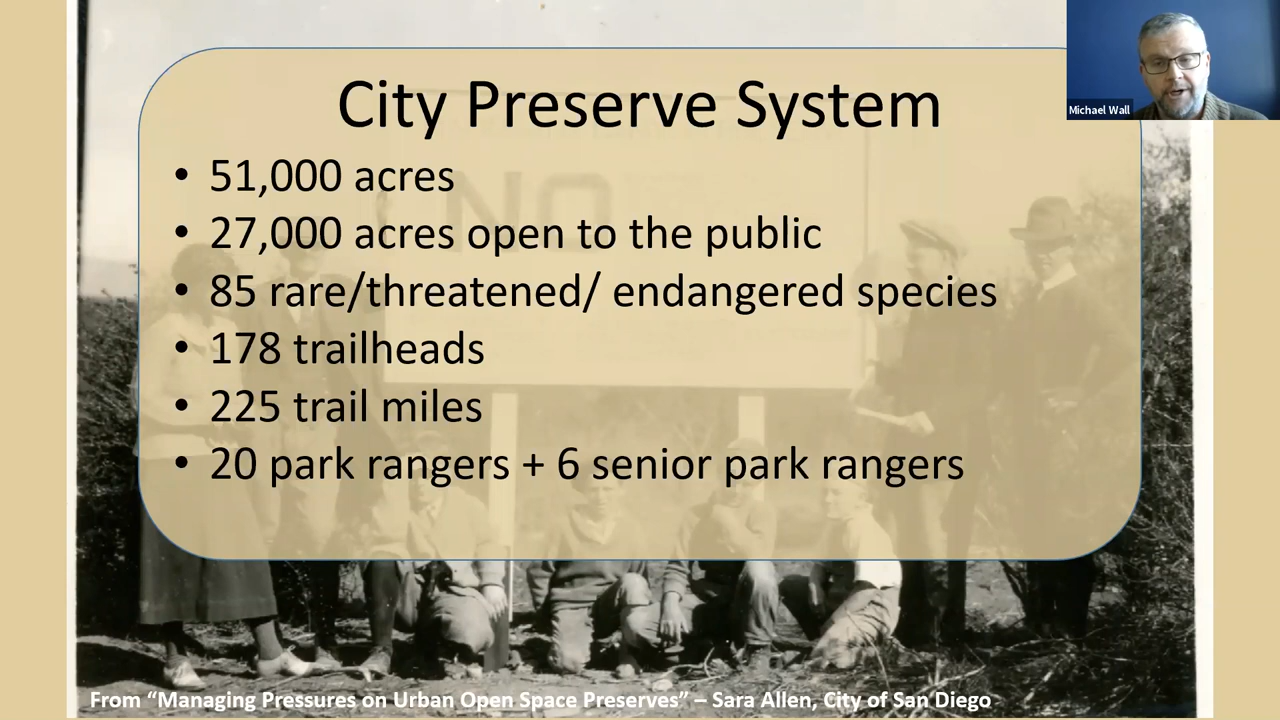 City Preserve System
• 51,000 acres
• 27,000 acres open to the public
• 85 rare/threatened/ endangered species
• 178 trailheads
• 225 trail miles
• 20 park rangers + 6 senior park rangers
Michael Wall
NO
From “Managing Pressures on Urban Open Space Preserves” – Sara Allen, City of San Diego